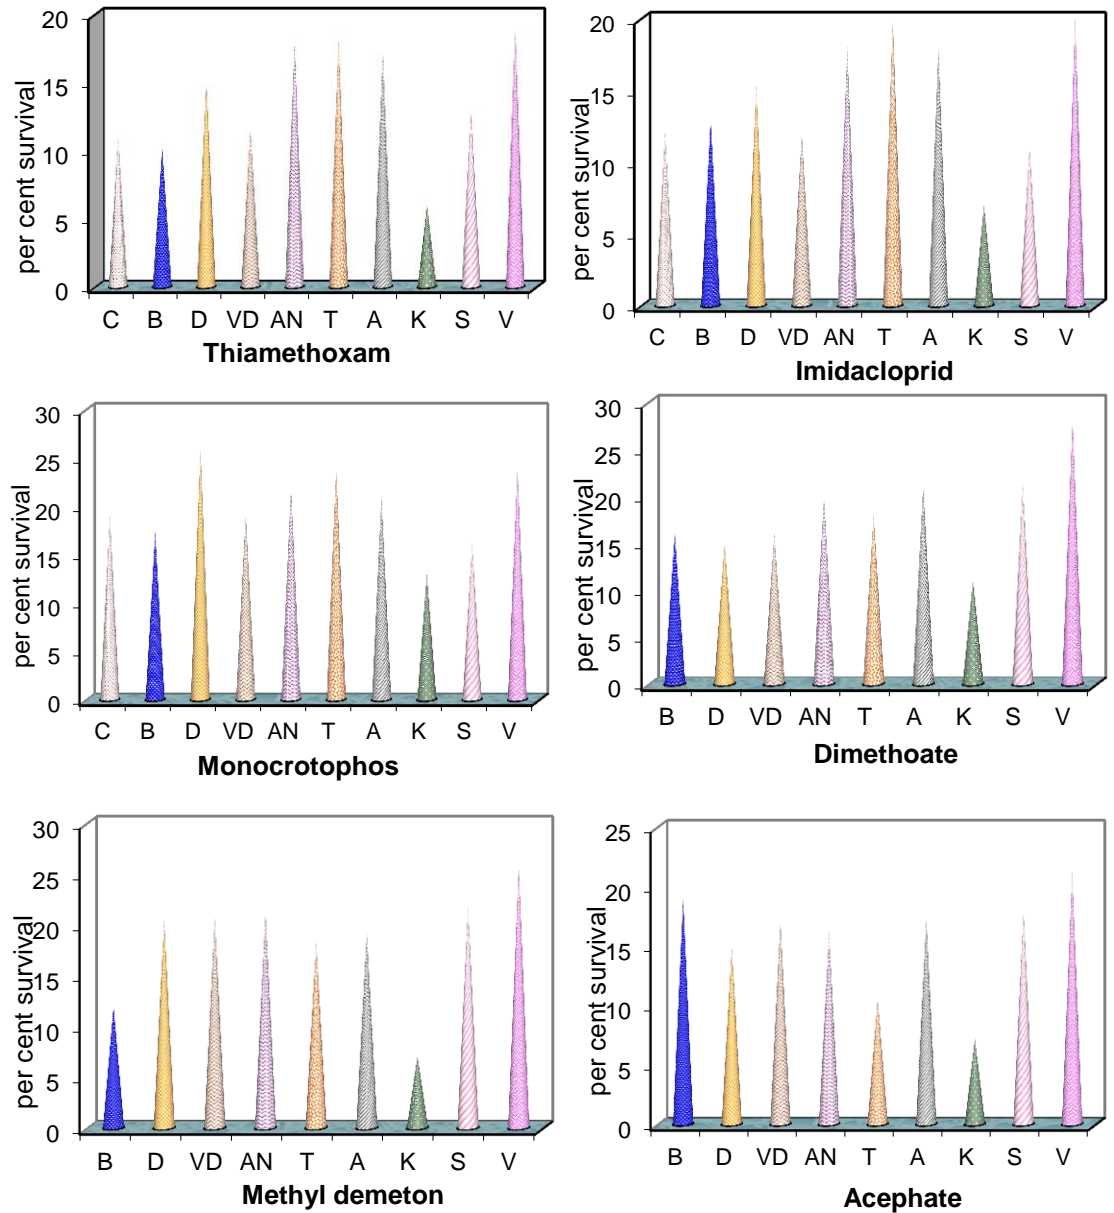 per cent survival
20
15
10
5
0
C B D VD AN T A K S V
Thiamethoxam
per cent survival
20
15
10
5
0
C B D VD AN T A K S V
Imidacloprid
per cent survival
30
25
20
15
10
5
0
C B D VD AN T A K S V
Monocrotophos
per cent survival
30
25
20
15
10
5
0
B D VD AN T A K S V
Dimethoate
per cent survival
30
25
20
15
10
5
0
B D VD AN T A K S V
Methyl demeton
per cent survival
25
20
15
10
5
0
B D VD AN T A K S V
Acephate